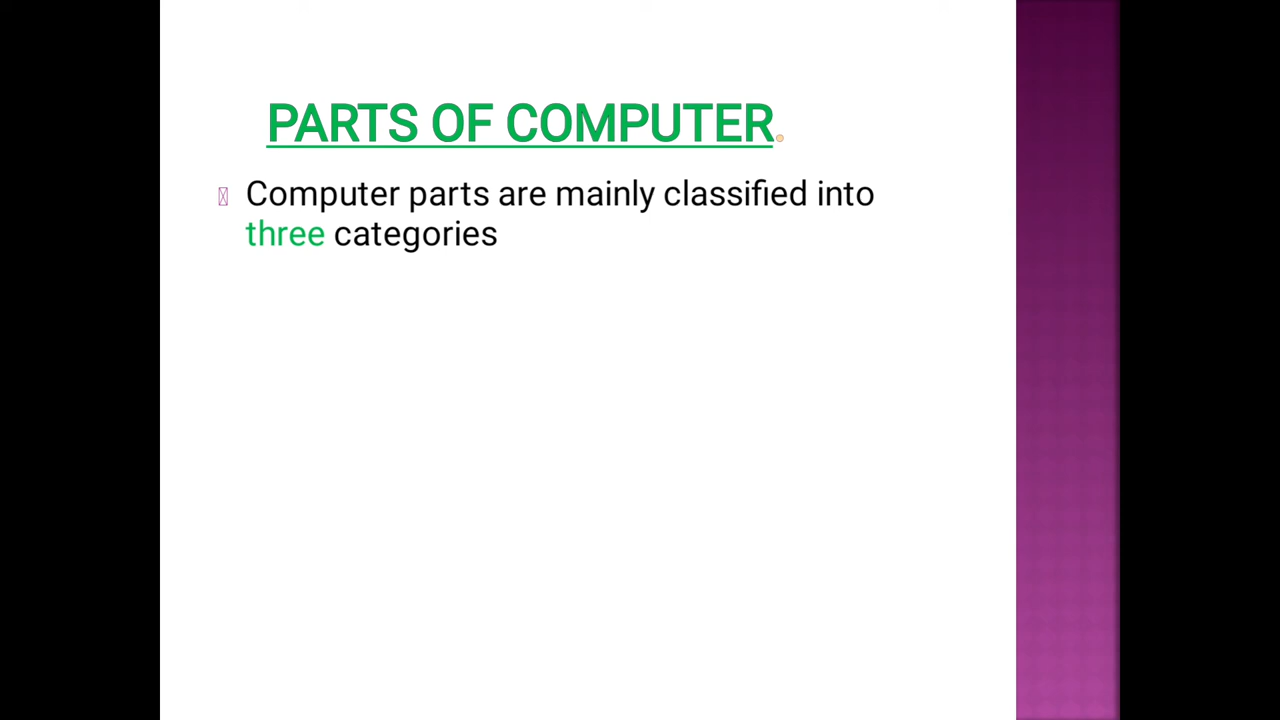 PARTS OF COMPUTER.
Computer parts are mainly classified into
three categories